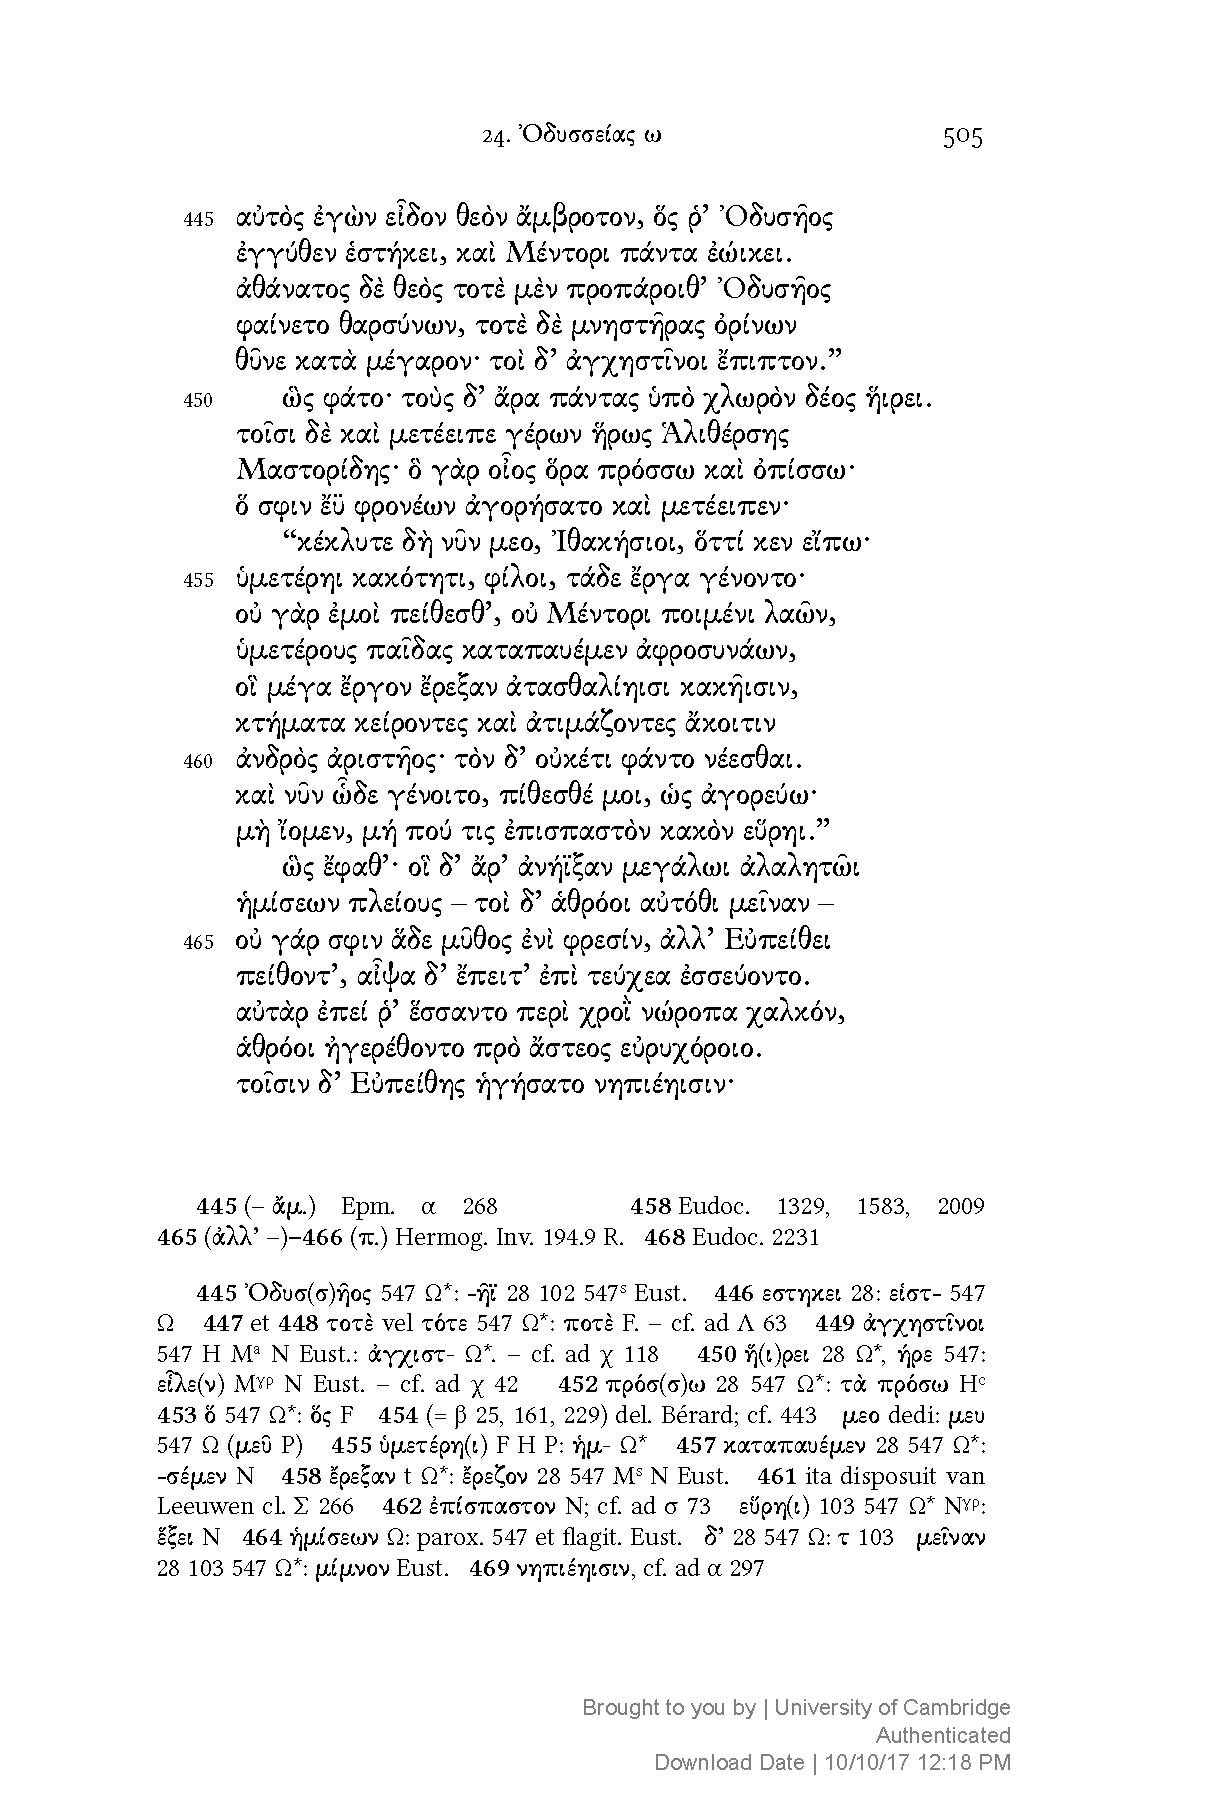 24. Ὀδυσσείας ω 505
445 αὐτὸς ἐγὼν εἶδον θεὸν ἄμβροτον, ὅς ῥ’ Ὀδυσῆος
ἐγγύθεν ἑστήκει, καὶ Μέντορι πάντα ἐώικει.
ἀθάνατος δὲ θεὸς τοτὲ μὲν προπάροιθ’ Ὀδυσῆος
φαίνετο θαρσύνων, τοτὲ δὲ μνηστῆρας ὀρίνων
θῦνε κατὰ μέγαρον· τοὶ δ’ ἀγχηστῖνοι ἔπιπτον.”
450 ὣς φάτο· τοὺς δ’ ἄρα πάντας ὑπὸ χλωρὸν δέος ἥιρει.
τοῖσι δὲ καὶ μετέειπε γέρων ἥρως Ἁλιθέρσης
Μαστορίδης· ὃ γὰρ οἶος ὅρα πρόσσω καὶ ὀπίσσω·
ὅ σφιν ἔϋ φρονέων ἀγορήσατο καὶ μετέειπεν·
“κέκλυτε δὴ νῦν μεο, Ἰθακήσιοι, ὅττί κεν εἴπω·
455 ὑμετέρηι κακότητι, φίλοι, τάδε ἔργα γένοντο·
οὐ γὰρ ἐμοὶ πείθεσθ’, οὐ Μέντορι ποιμένι λαῶν,
ὑμετέρους παῖδας καταπαυέμεν ἀφροσυνάων,
οἳ μέγα ἔργον ἔρεξαν ἀτασθαλίηισι κακῆισιν,
κτήματα κείροντες καὶ ἀτιμάζοντες ἄκοιτιν
460 ἀνδρὸς ἀριστῆος· τὸν δ’ οὐκέτι φάντο νέεσθαι.
καὶ νῦν ὧδε γένοιτο, πίθεσθέ μοι, ὡς ἀγορεύω·
μὴ ἴομεν, μή πού τις ἐπισπαστὸν κακὸν εὕρηι.”
ὣς ἔφαθ’· οἳ δ’ ἄρ’ ἀνήϊξαν μεγάλωι ἀλαλητῶι
ἡμίσεων πλείους – τοὶ δ’ ἁθρόοι αὐτόθι μεῖναν –
465 οὐ γάρ σφιν ἅδε μῦθος ἐνὶ φρεσίν, ἀλλ’ Εὐπείθει
πείθοντ’, αἶψα δ’ ἔπειτ’ ἐπὶ τεύχεα ἐσσεύοντο.
αὐτὰρ ἐπεί ῥ’ ἕσσαντο περὶ χροῒ νώροπα χαλκόν,
ἁθρόοι ἠγερέθοντο πρὸ ἄστεος εὐρυχόροιο.
τοῖσιν δ’ Εὐπείθης ἡγήσατο νηπιέηισιν·
445 (– ἄμ.) Epm. α 268 458 Eudoc. 1329, 1583, 2009
465 (ἀλλ’ –)–466 (π.) Hermog. Inv. 194.9 R. 468 Eudoc. 2231
445 Ὀδυσ(σ)ῆος 547 Ω*: -ῆϊ 28 102 547ˢ Eust. 446 εστηκει 28: εἱστ- 547
Ω 447 et 448 τοτὲ vel τότε 547 Ω*: ποτὲ F. – cf. ad Λ 63 449 ἀγχηστῖνοι
547 H Mᵃ N Eust.: ἀγχιστ- Ω*. – cf. ad χ 118 450 ἥ(ι)ρει 28 Ω*, ήρε 547:
εἷλε(ν) Mᵞᵖ N Eust. – cf. ad χ 42 452 πρόσ(σ)ω 28 547 Ω*: τὰ πρόσω Hᶜ
453 ὅ 547 Ω*: ὅς F 454 (= β 25, 161, 229) del. Bérard; cf. 443 μεο dedi: μευ
547 Ω (μεῦ P) 455 ὑμετέρη(ι) F H P: ἡμ- Ω* 457 καταπαυέμεν 28 547 Ω*:
-σέμεν N 458 ἔρεξαν t Ω*: ἔρεζον 28 547 Mˢ N Eust. 461 ita disposuit van
Leeuwen cl. Σ 266 462 ἐπίσπαστον N; cf. ad σ 73 εὕρη(ι) 103 547 Ω* Nᵞᵖ:
ἕξει N 464 ἡμίσεων Ω: parox. 547 et flagit. Eust. δ’ 28 547 Ω: τ 103 μεῖναν
28 103 547 Ω*: μίμνον Eust. 469 νηπιέηισιν, cf. ad α 297
Brought to you by | University of Cambridge
Authenticated
Download Date | 10/10/17 12:18 PM